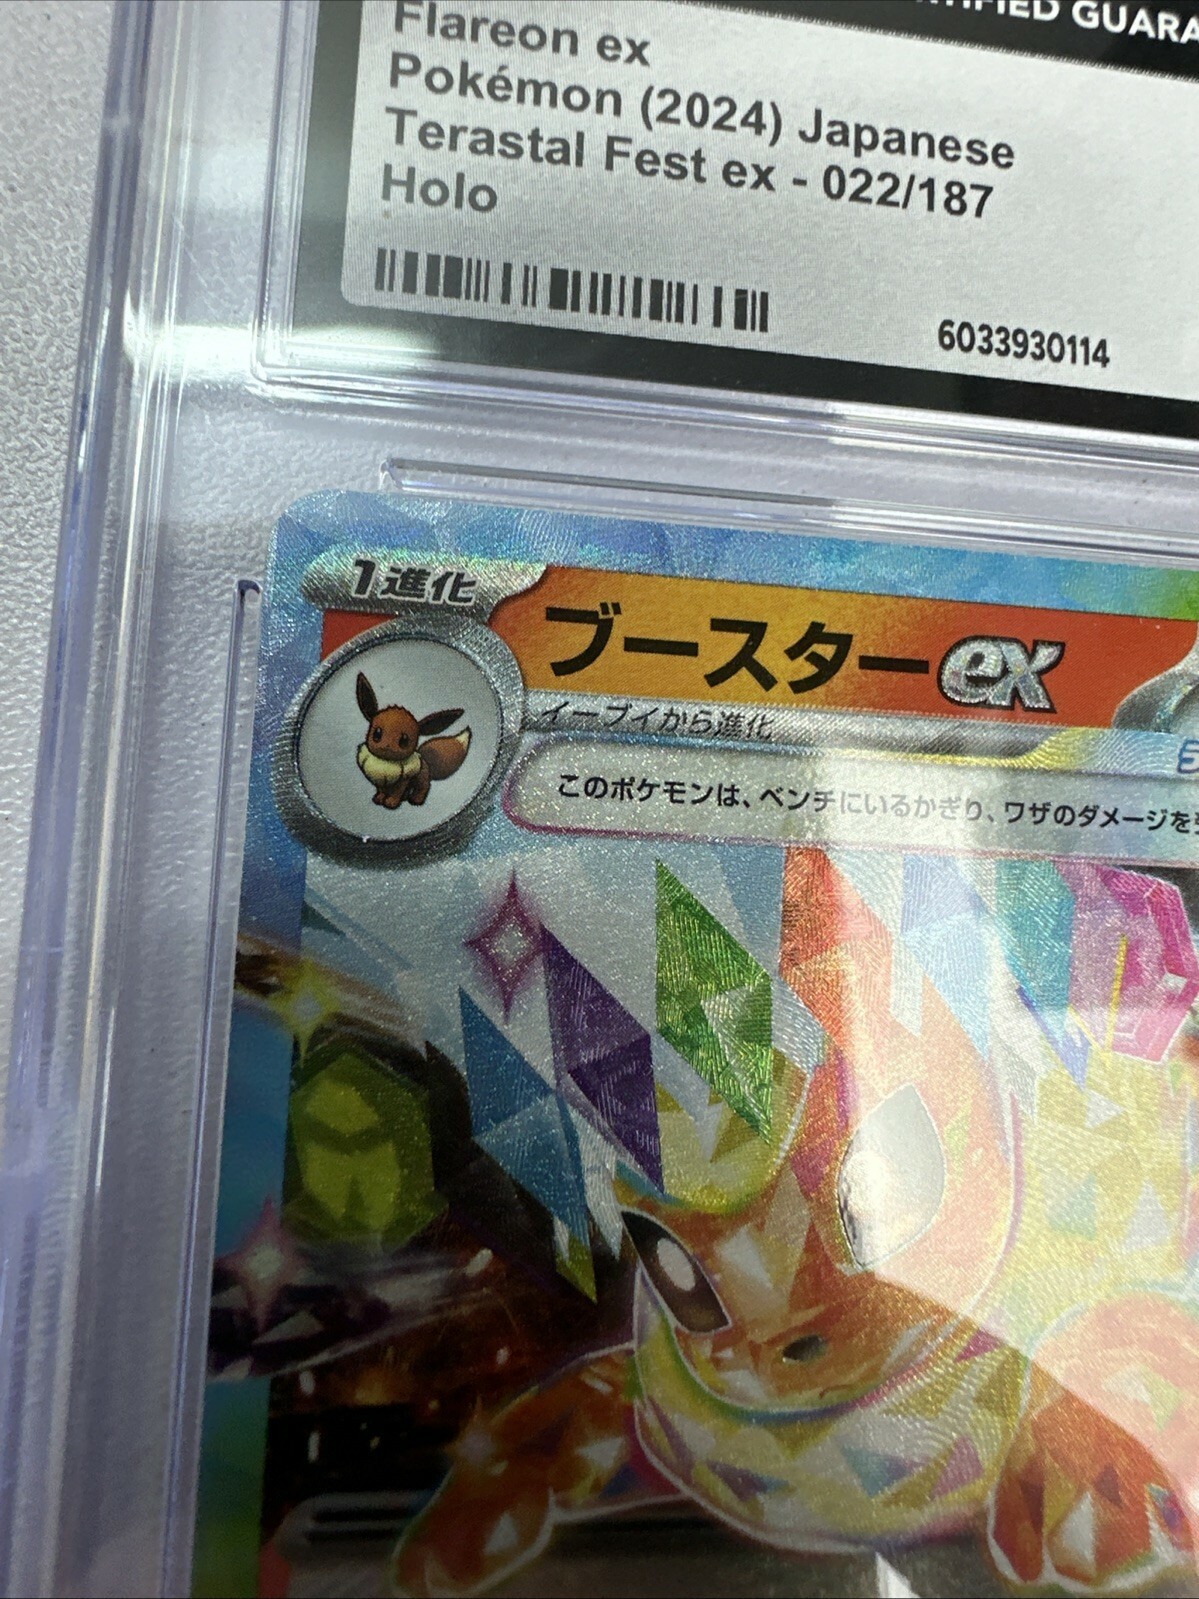 GUARA
Flareon ex
Pokémon (2024) Japanese
Terastal Fest ex - 022/187
Holo
6033930114
1進化
ブースターex
イーブイから進化
このポケモンは、ベンチにいるかぎり、ワザのダメージを